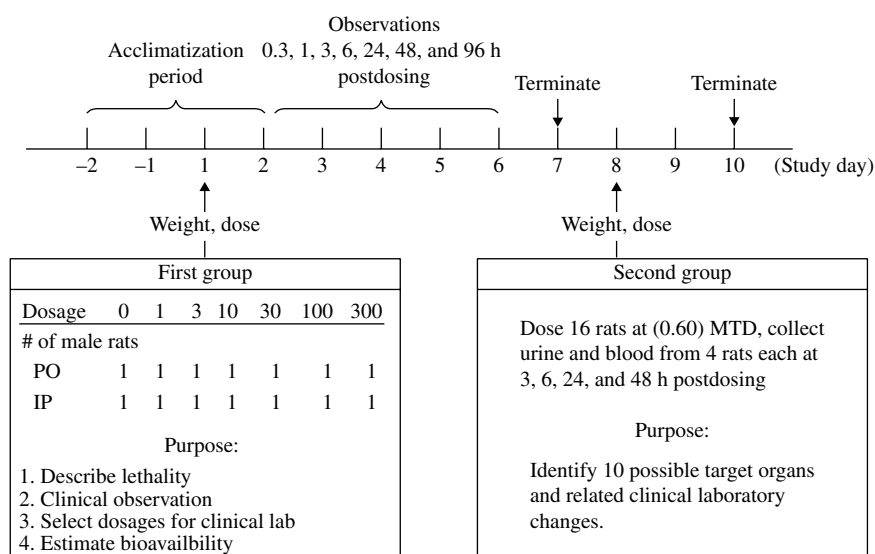 Observations
Acclimatization
period
0.3, 1, 3, 6, 24, 48, and 96 h
postdosing
Terminate
Terminate
–2 –1 1 2 3 4 5 6 7 8 9 10 (Study day)
Weight, dose
Weight, dose
First group
Dosage 0 1 3 10 30 100 300
# of male rats
PO 1 1 1 1 1 1 1
IP 1 1 1 1 1 1 1
Purpose:
1. Describe lethality
2. Clinical observation
3. Select dosages for clinical lab
4. Estimate bioavailbility
Second group
Dose 16 rats at (0.60) MTD, collect
urine and blood from 4 rats each at
3, 6, 24, and 48 h postdosing
Purpose:
Identify 10 possible target organs
and related clinical laboratory
changes.